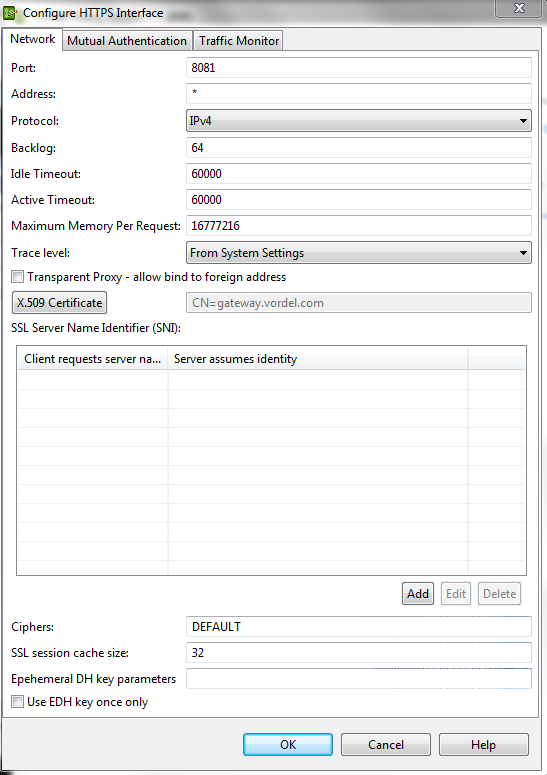 Configure HTTPS Interface
Network Mutual Authentication Traffic Monitor
Port: 8081
Address: *
Protocol: IPv4
Backlog: 64
Idle Timeout: 60000
Active Timeout: 60000
Maximum Memory Per Request: 16777216
Trace level: From System Settings
Transparent Proxy - allow bind to foreign address
X.509 Certificate CN=gateway.vordel.com
SSL Server Name Identifier (SNI):
Client requests server na... Server assumes identity
Add Edit Delete
Ciphers: DEFAULT
SSL session cache size: 32
Epehemeral DH key parameters
Use EDH key once only
OK Cancel Help